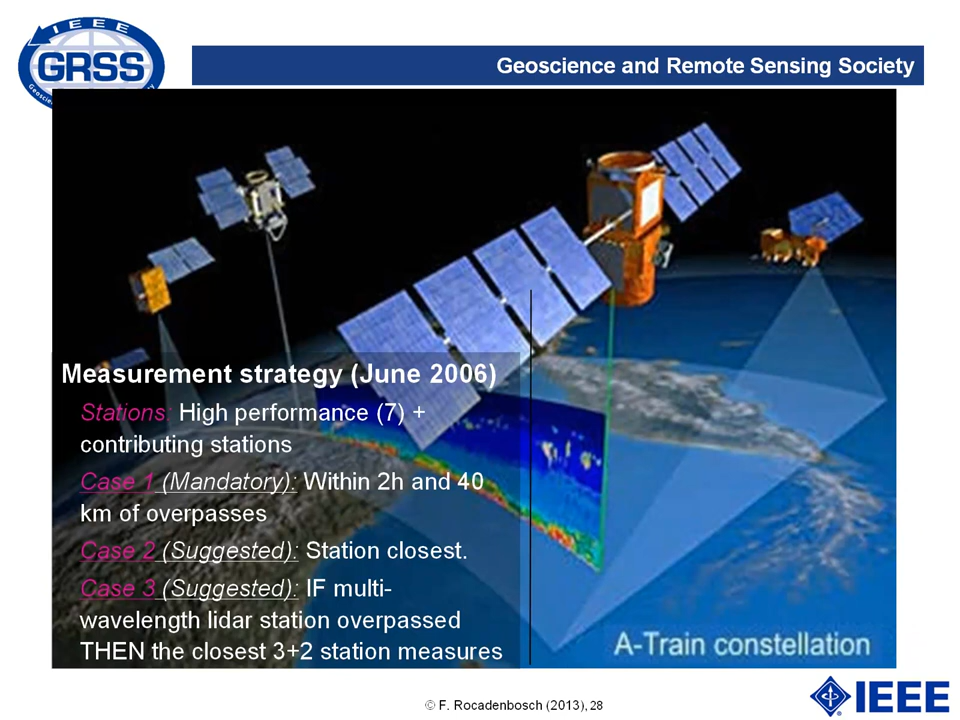 IEEE
GRSS
Geoscience and Remote Sensing Society
Measurement strategy (June 2006)
Stations: High performance (7) +
contributing stations
Case 1 (Mandatory): Within 2h and 40
km of overpasses
Case 2 (Suggested): Station closest.
Case 3 (Suggested): IF multi-
wavelength lidar station overpassed
THEN the closest 3+2 station measures
A-Train constellation
© F. Rocadenbosch (2013), 28
IEEE